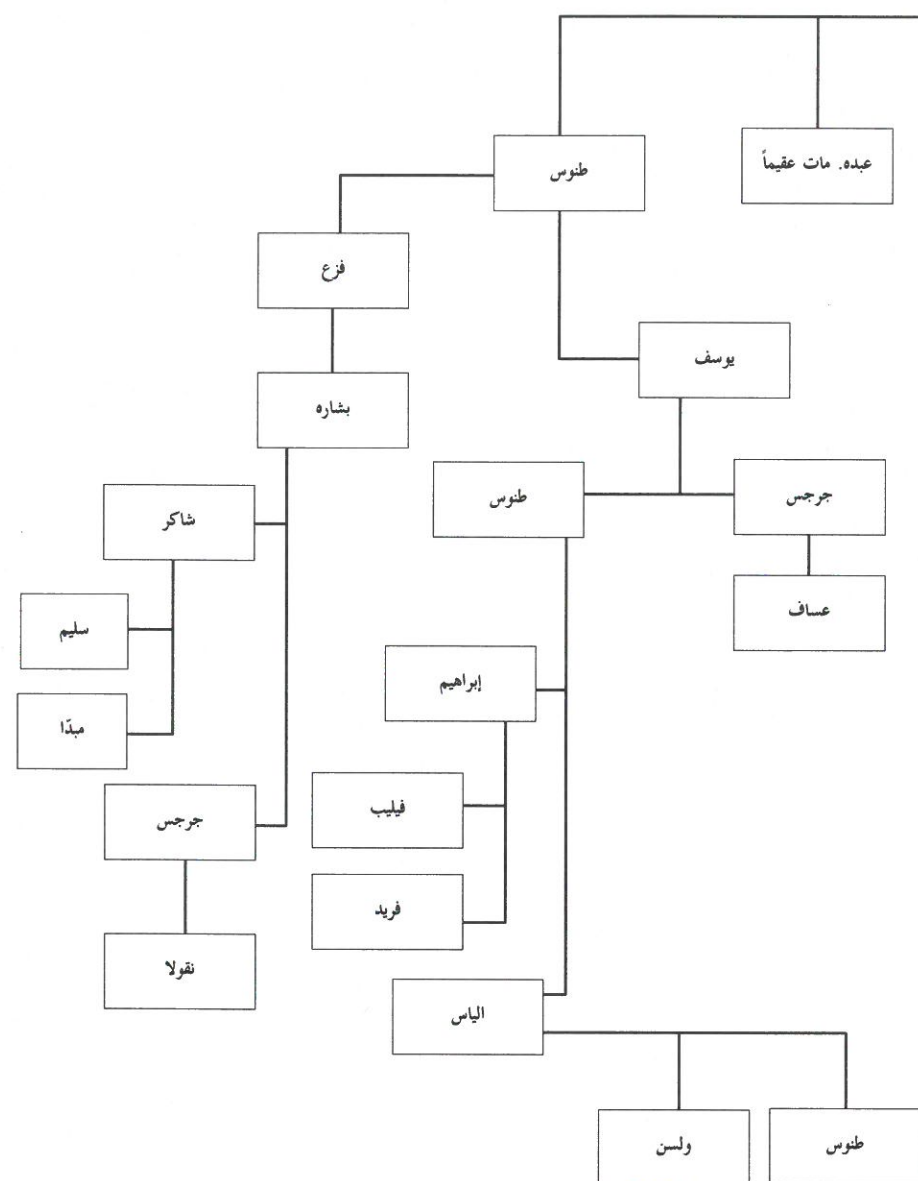 عبده. مات عقيماً
طنوس
فزع
يوسف
بشاره
جرجس
طنوس
شاكر
عساف
سليم
إبراهيم
مبدّا
فيليب
جرجس
فريد
نقولا
الياس
طنوس
ولسن